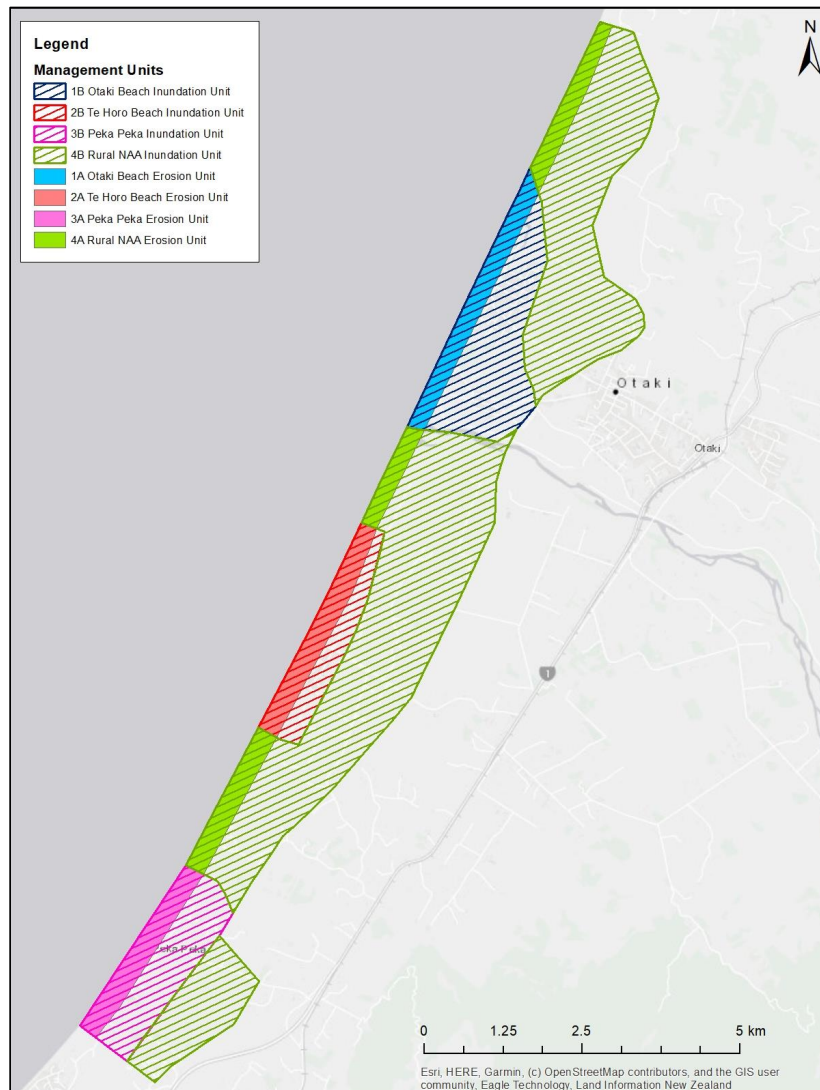 Legend
Management Units
1B Otaki Beach Inundation Unit
2B Te Horo Beach Inundation Unit
3B Peka Peka Inundation Unit
4B Rural NAA Inundation Unit
1A Otaki Beach Erosion Unit
2A Te Horo Beach Erosion Unit
3A Peka Peka Erosion Unit
4A Rural NAA Erosion Unit
N
Otaki
Otaki
1
Peka Peka
0 1.25 2.5 5 km
Esri, HERE, Garmin, (c) OpenStreetMap contributors, and the GIS user
community, Eagle Technology, Land Information New Zealand